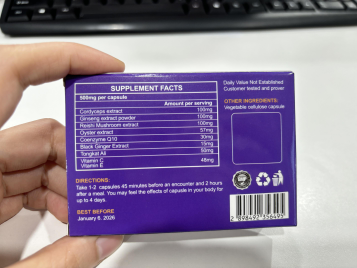 SUPPLEMENT FACTS
500mg per capsule
Amount per serving
Cordyceps extract 100mg
Ginseng extract powder 100mg
Reishi Mushroom extract 100mg
Oyster extract 57mg
Coenzyme Q10 30mg
Black Ginger Extract 15mg
Tongkat Ali 50mg
Vitamin C 48mg
Vitamin E
Daily Value Not Established
Customer tested and prover
OTHER INGREDIENTS:
Vegetable cellulose capsule
DIRECTIONS:
Take 1-2 capsules 45 minutes before an encounter and 2 hours
after a meal. You may feel the effects of capsule in your body for
up to 4 days.
BEST BEFORE
January 6, 2026